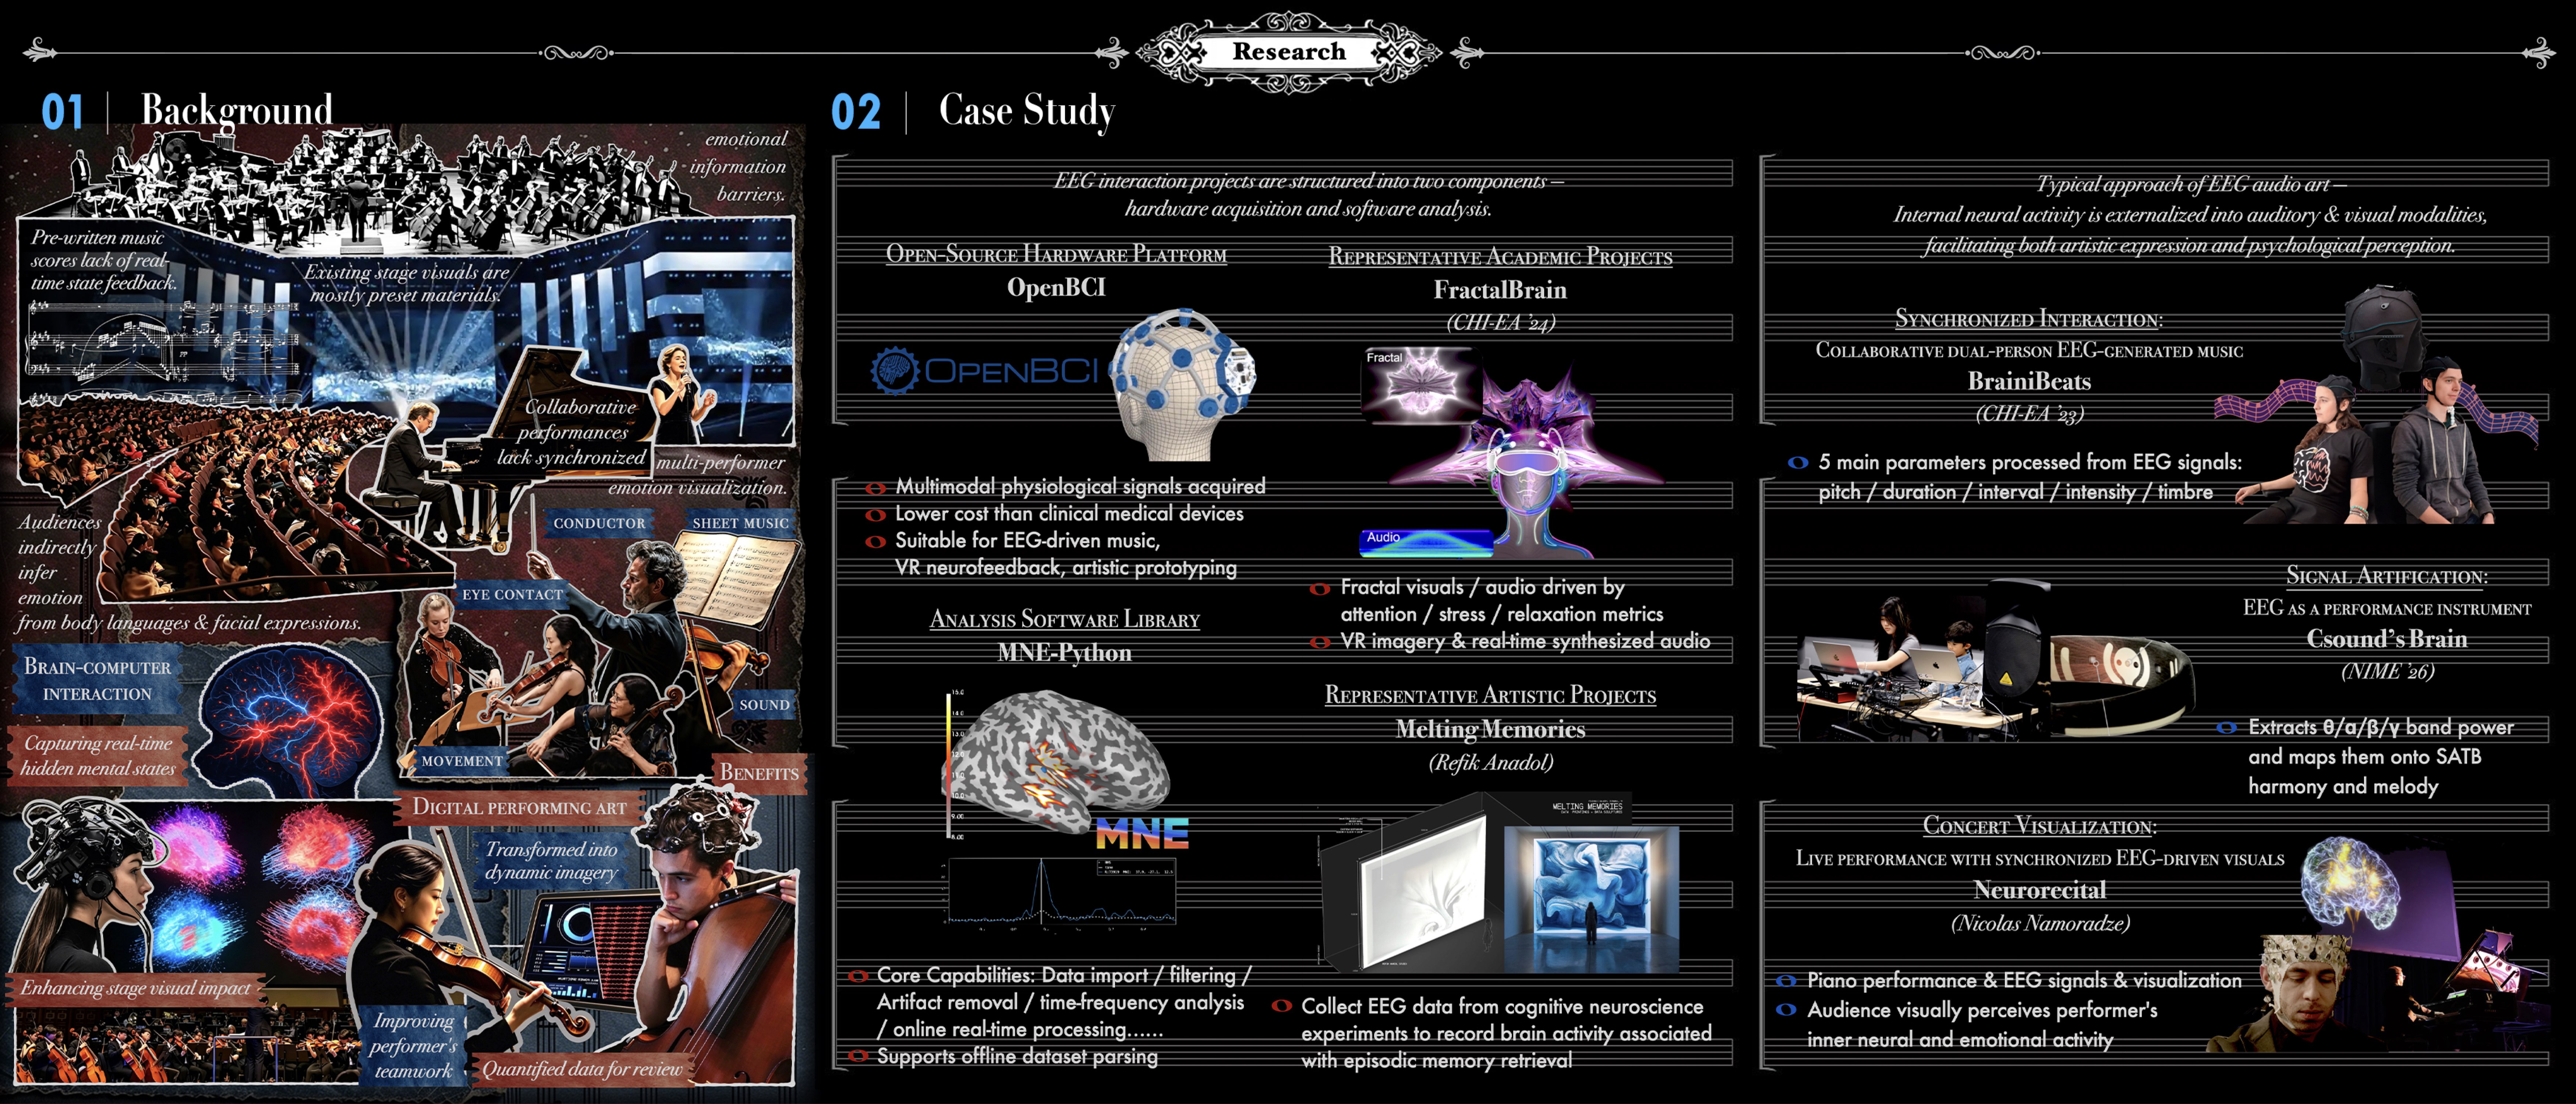 Research
01
Background
emotional
information
barriers.
Pre-written music
scores lack of real-
time state feedback.
Existing stage visuals are
mostly preset materials.
Collaborative
performances
lack synchronized
multi-performer
emotion visualization.
Audiences
indirectly
infer
emotion
from body languages & facial expressions.
CONDUCTOR
SHEET MUSIC
EYE CONTACT
SOUND
MOVEMENT
BRAIN-COMPUTER
INTERACTION
Capturing real-time
hidden mental states
BENEFITS
DIGITAL PERFORMING ART
Transformed into
dynamic imagery
Enhancing stage visual impact
Improving
performer's
teamwork
Quantified data for review
02
Case Study
EEG interaction projects are structured into two components —
hardware acquisition and software analysis.
OPEN-SOURCE HARDWARE PLATFORM
OpenBCI
OPENBCI
Multimodal physiological signals acquired
Lower cost than clinical medical devices
Suitable for EEG-driven music,
VR neurofeedback, artistic prototyping
ANALYSIS SOFTWARE LIBRARY
MNE-Python
MNE
Core Capabilities: Data import / filtering /
Artifact removal / time-frequency analysis
/ online real-time processing......
Supports offline dataset parsing
REPRESENTATIVE ACADEMIC PROJECTS
FractalBrain
(CHI-EA '24)
Fractal
Audio
Fractal visuals / audio driven by
attention / stress / relaxation metrics
VR imagery & real-time synthesized audio
REPRESENTATIVE ARTISTIC PROJECTS
Melting Memories
(Refik Anadol)
MELTING MEMORIES
Collect EEG data from cognitive neuroscience
experiments to record brain activity associated
with episodic memory retrieval
Typical approach of EEG audio art —
Internal neural activity is externalized into auditory & visual modalities,
facilitating both artistic expression and psychological perception.
SYNCHRONIZED INTERACTION:
COLLABORATIVE DUAL-PERSON EEG-GENERATED MUSIC
BrainiBeats
(CHI-EA '23)
5 main parameters processed from EEG signals:
pitch / duration / interval / intensity / timbre
SIGNAL ARTIFICATION:
EEG AS A PERFORMANCE INSTRUMENT
Csound's Brain
(NIME '26)
Extracts θ/α/β/γ band power
and maps them onto SATB
harmony and melody
CONCERT VISUALIZATION:
LIVE PERFORMANCE WITH SYNCHRONIZED EEG-DRIVEN VISUALS
Neurorecital
(Nicolas Namoradze)
Piano performance & EEG signals & visualization
Audience visually perceives performer's
inner neural and emotional activity